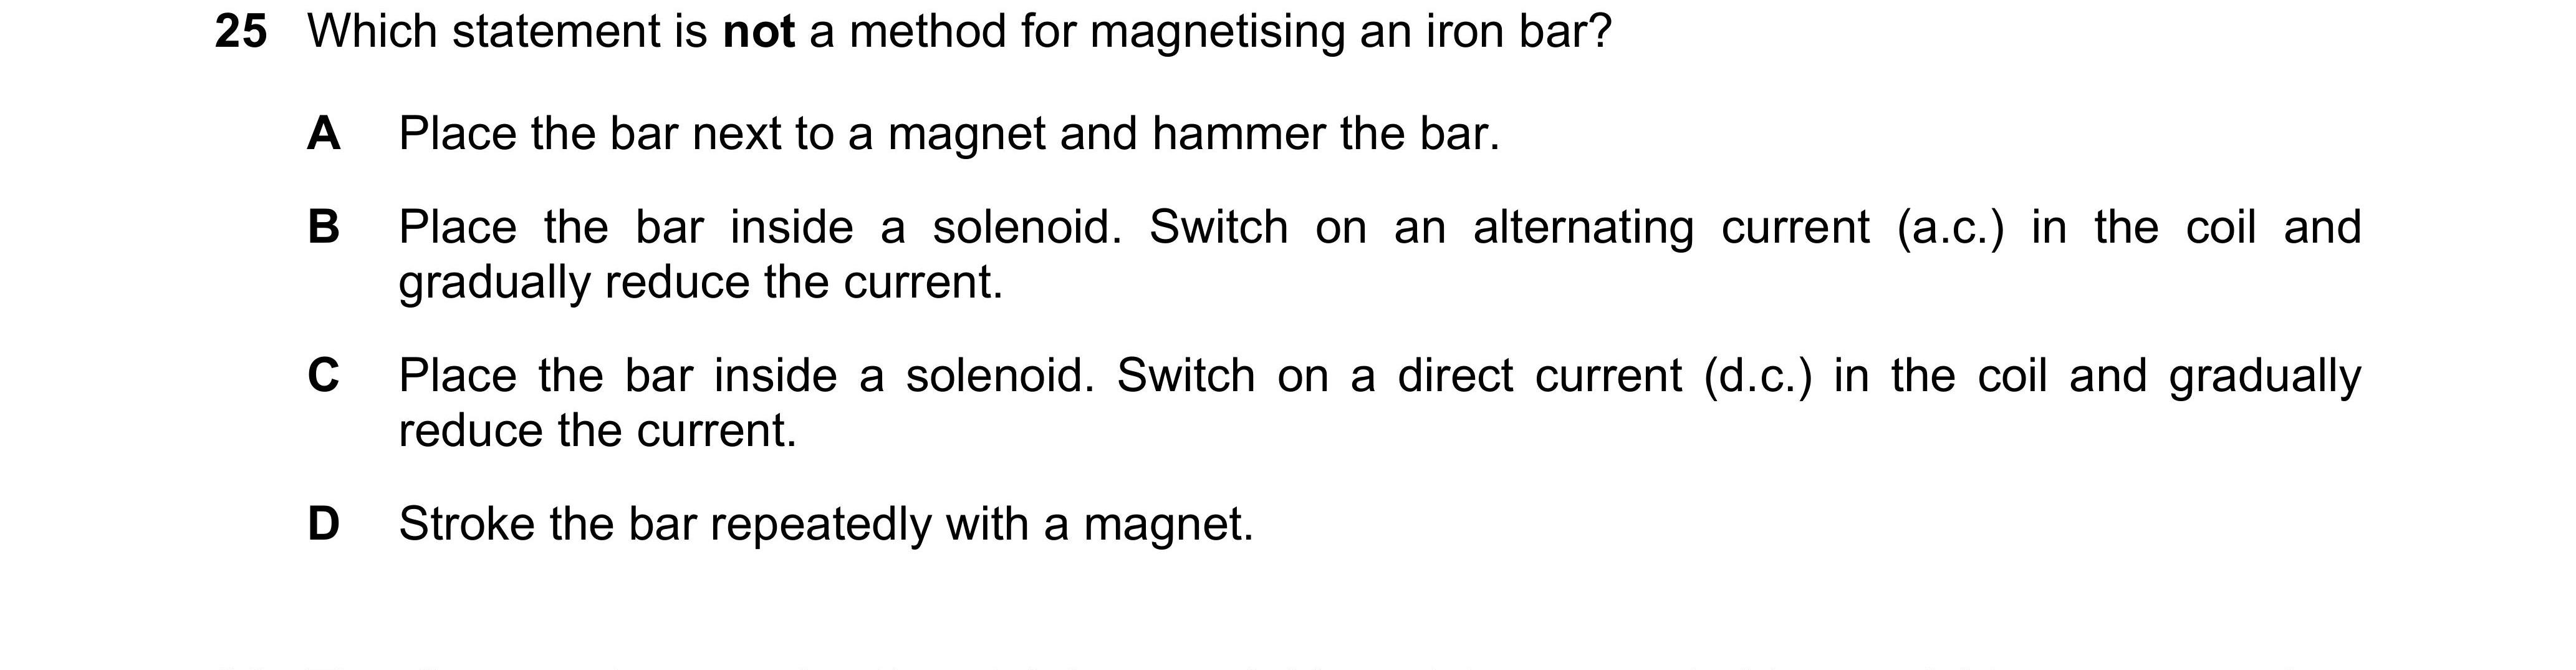 25 Which statement is not a method for magnetising an iron bar?
A Place the bar next to a magnet and hammer the bar.
B Place the bar inside a solenoid. Switch on an alternating current (a.c.) in the coil and
gradually reduce the current.
C Place the bar inside a solenoid. Switch on a direct current (d.c.) in the coil and gradually
reduce the current.
D Stroke the bar repeatedly with a magnet.